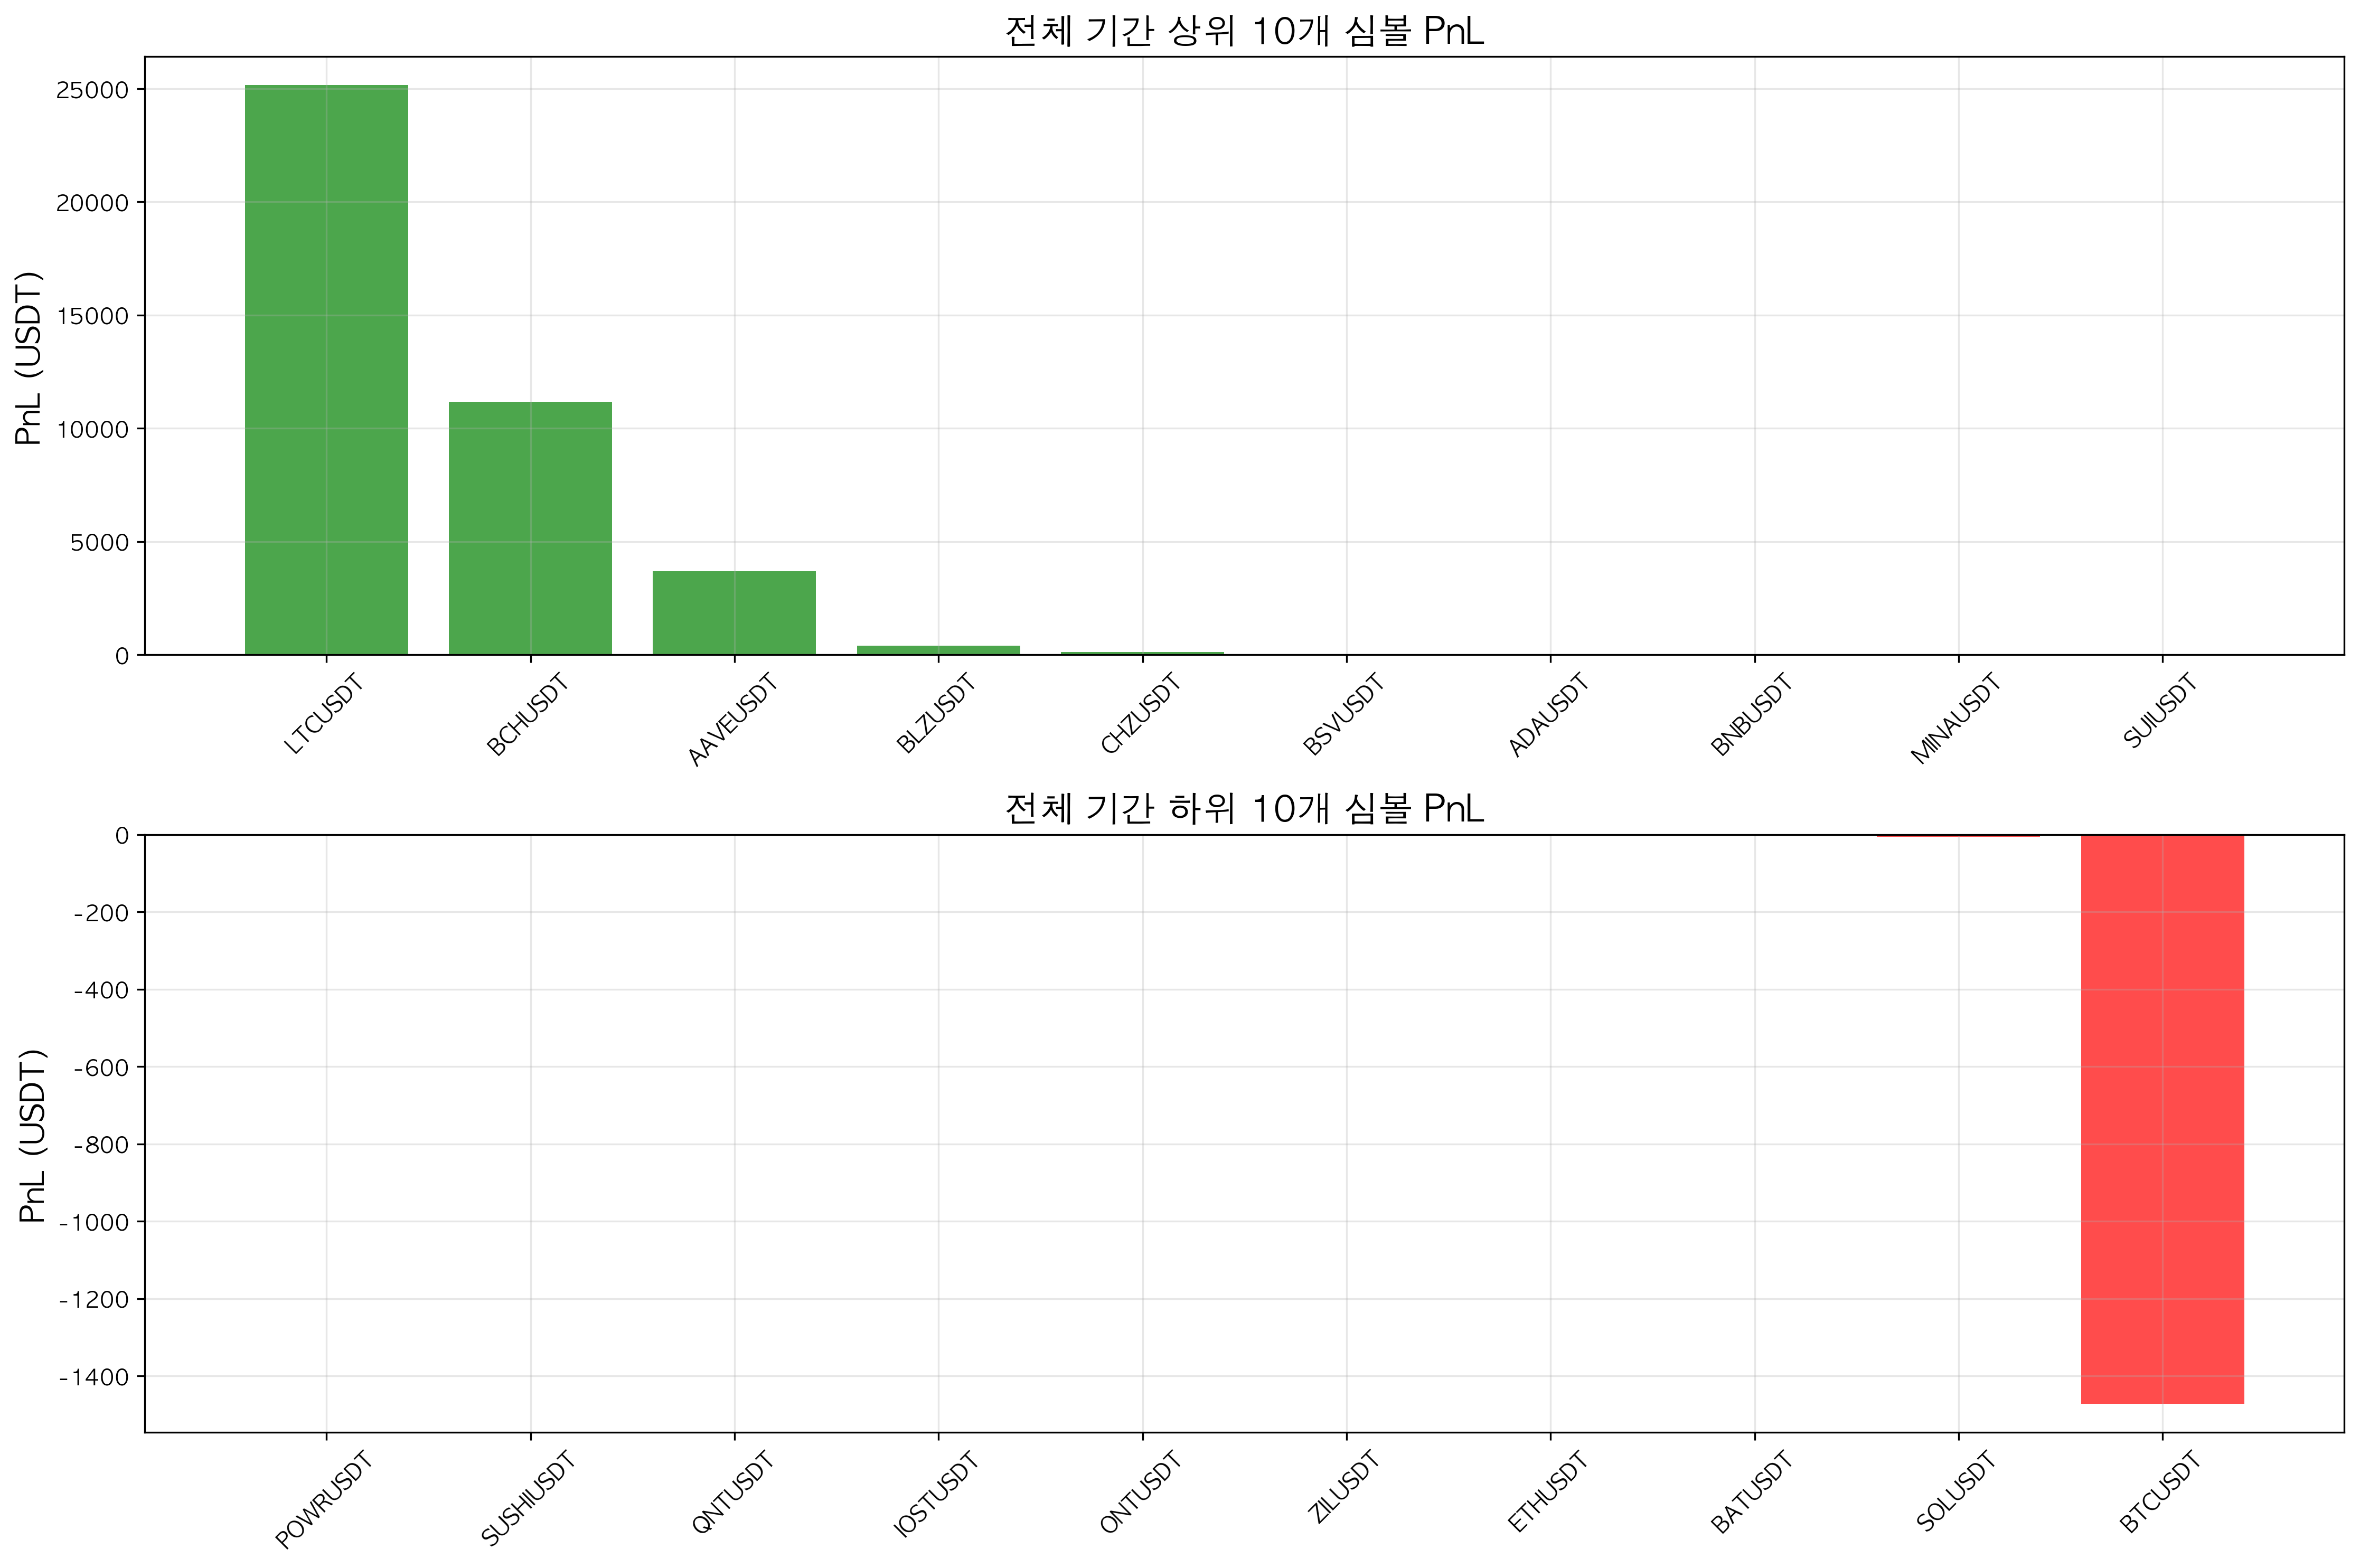 전체 기간 상위 10개 심볼 PnL
PnL (USDT)
25000
20000
15000
10000
5000
0
LTCUSDT
BCHUSDT
AAVEUSDT
BLZUSDT
CHZUSDT
BSVUSDT
ADAUSDT
BNBUSDT
MINAUSDT
SUIUSDT
전체 기간 하위 10개 심볼 PnL
PnL (USDT)
0
-200
-400
-600
-800
-1000
-1200
-1400
POWRUSDT
SUSHIUSDT
QNTUSDT
IOSTUSDT
ONTUSDT
ZILUSDT
ETHUSDT
BATUSDT
SOLUSDT
BTCUSDT